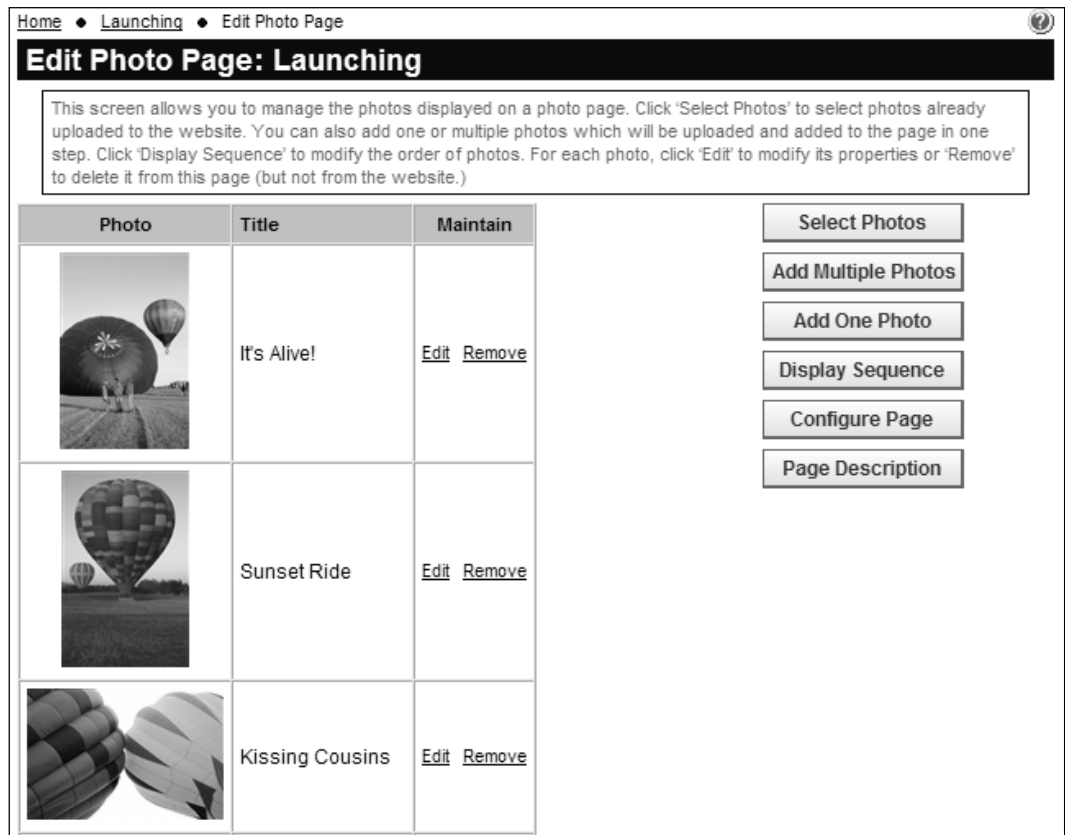 Home ● Launching ● Edit Photo Page
?
Edit Photo Page: Launching
This screen allows you to manage the photos displayed on a photo page. Click ‘Select Photos’ to select photos already
uploaded to the website. You can also add one or multiple photos which will be uploaded and added to the page in one
step. Click ‘Display Sequence’ to modify the order of photos. For each photo, click ‘Edit’ to modify its properties or ‘Remove’
to delete it from this page (but not from the website.)
Photo Title Maintain
It's Alive! Edit Remove
Sunset Ride Edit Remove
Kissing Cousins Edit Remove
Select Photos
Add Multiple Photos
Add One Photo
Display Sequence
Configure Page
Page Description